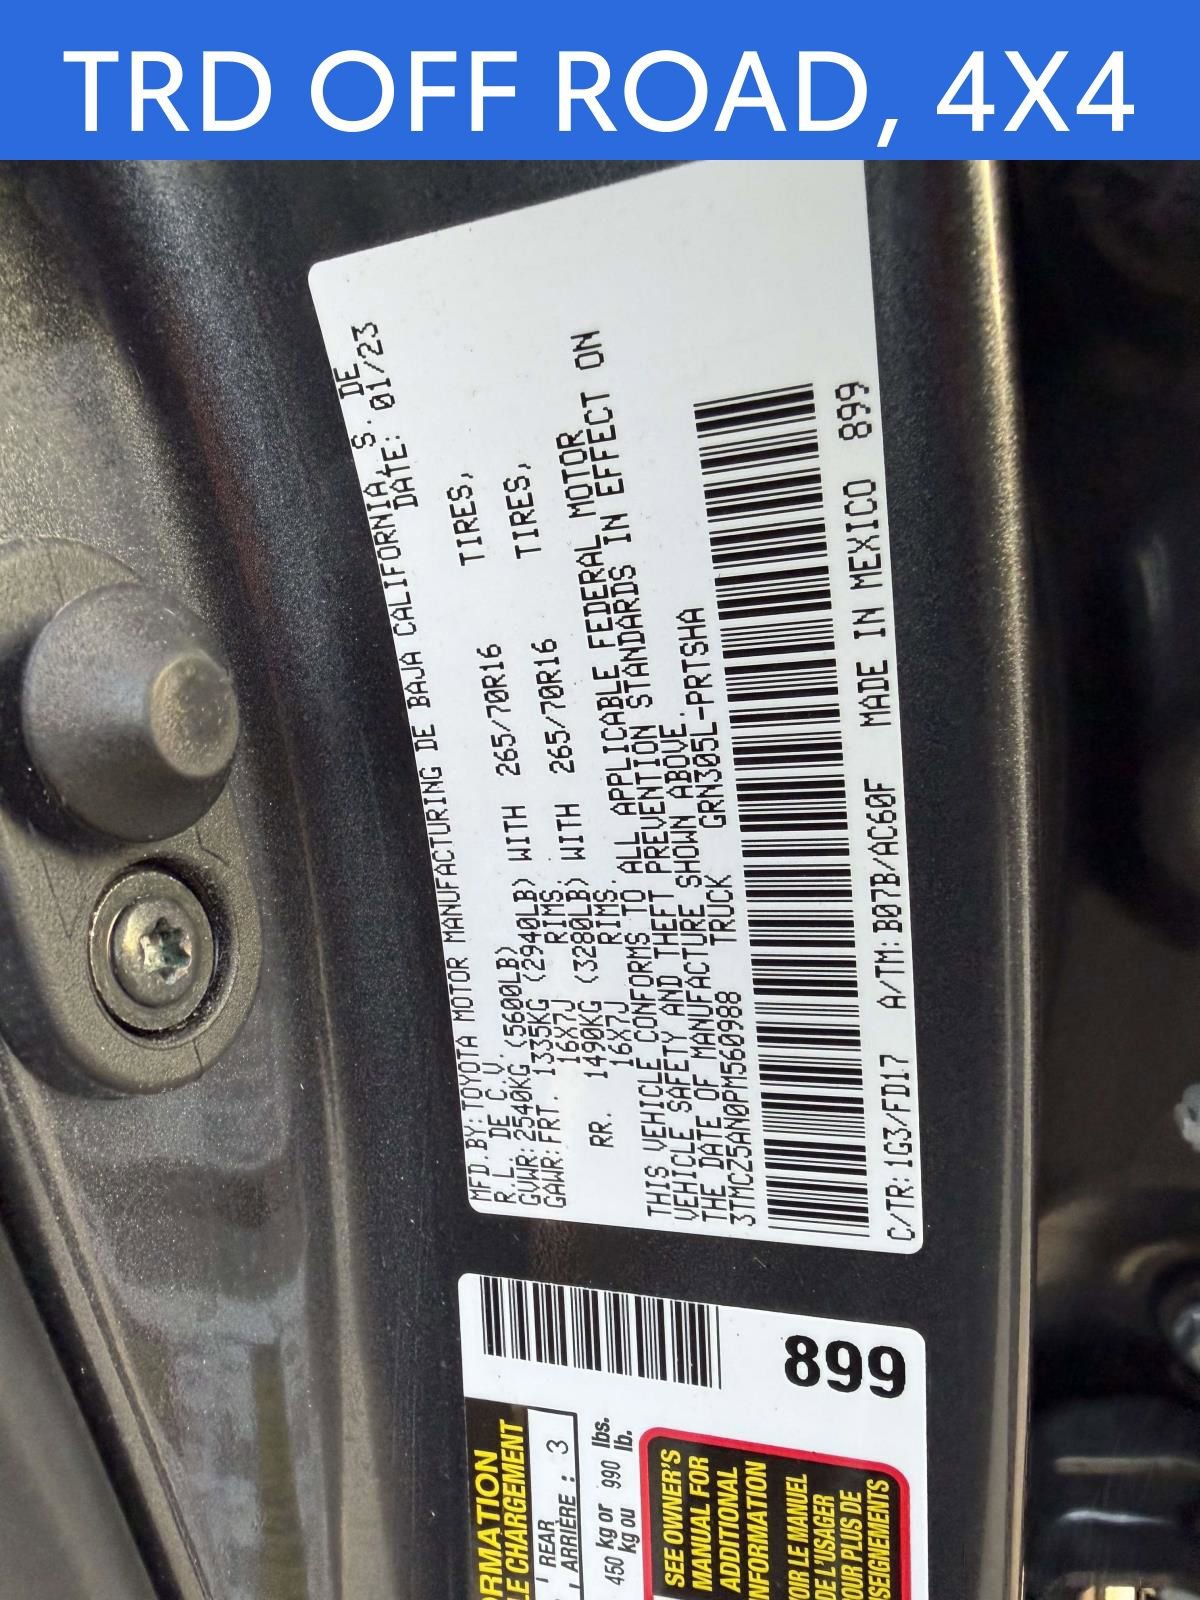 TRD OFF ROAD, 4X4
MFD BY: TOYOTA MOTOR MANUFACTURING DE BAJA CALIFORNIA, S. DE
R.L. DE C.V. DATE: 01/23
GVWR: 2540KG (5600LB)
GAWR: FRT. 1335KG (2940LB) WITH 265/70R16 TIRES,
16X7J RIMS,
RR. 1490KG (3280LB) WITH 265/70R16 TIRES,
16X7J RIMS.
THIS VEHICLE CONFORMS TO ALL APPLICABLE FEDERAL MOTOR
VEHICLE SAFETY AND THEFT PREVENTION STANDARDS IN EFFECT ON
THE DATE OF MANUFACTURE SHOWN ABOVE.
3TMCZ5AN0PM560988 TRUCK GRN305L-PRTSHA
C/TR: 1G3/FD17 A/TM: B07B/AC60F MADE IN MEXICO 899
899
ORMATION
LE CHARGEMENT
REAR
ARRIÈRE : 3
450 kg or 990 lbs.
kg ou lb.
SEE OWNER'S
MANUAL FOR
ADDITIONAL
INFORMATION
VOIR LE MANUEL
DE L'USAGER
POUR PLUS DE
SEIGNEMENTS